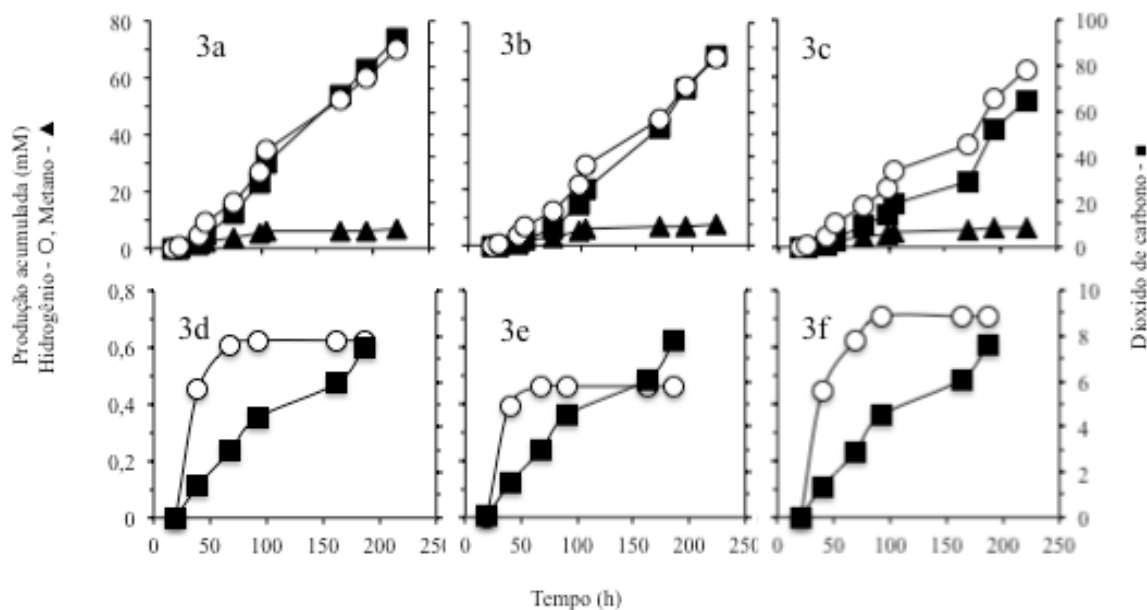 Produção acumulada (mM)
Hidrogênio - O, Metano - ▲
80
60
40
20
0
3a
3b
3c
100
80
60
40
20
0
0,8
0,6
0,4
0,2
0
3d
3e
3f
10
8
6
4
2
0
0 50 100 150 200 250
0 50 100 150 200 250
0 50 100 150 200 250
Tempo (h)
Dioxido de carbono - ■